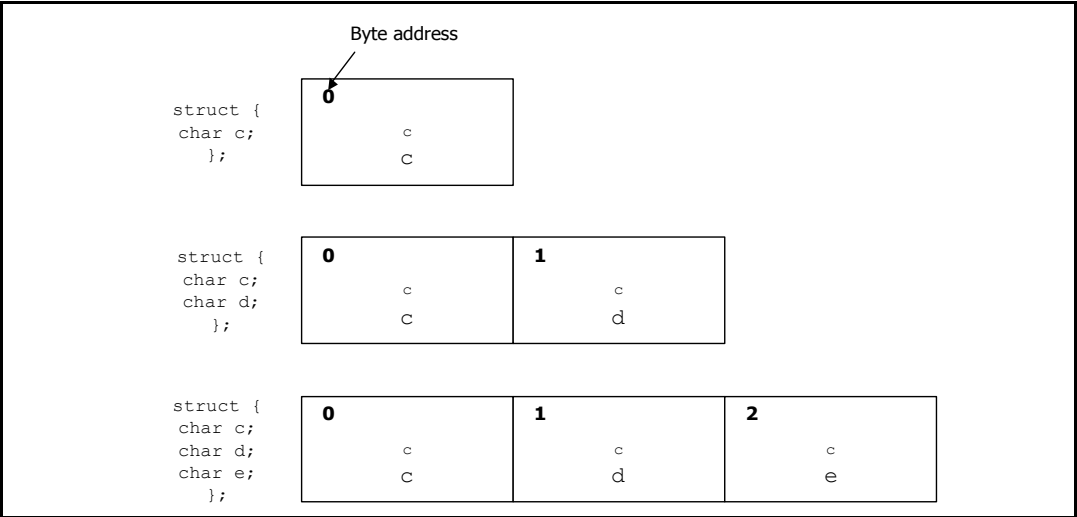 Byte address
struct {
char c;
};
0
c
c
struct {
char c;
char d;
};
0 1
c c
c d
struct {
char c;
char d;
char e;
};
0 1 2
c c c
c d e